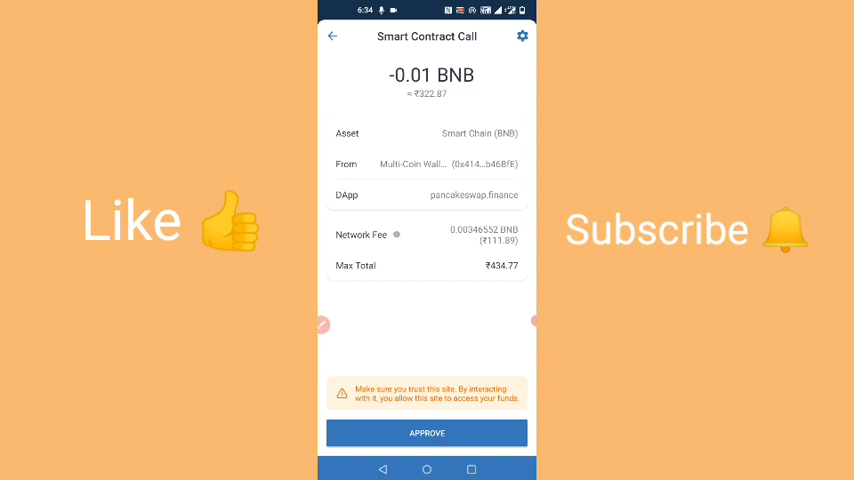 6:34
Smart Contract Call
-0.01 BNB
≈ ₹322.87
Asset Smart Chain (BNB)
From Multi-Coin Wall... (0x414...b46BfE)
DApp pancakeswap.finance
Network Fee 0.00346552 BNB
(₹111.89)
Max Total ₹434.77
Make sure you trust this site. By interacting
with it, you allow this site to access your funds.
APPROVE
Like
Subscribe